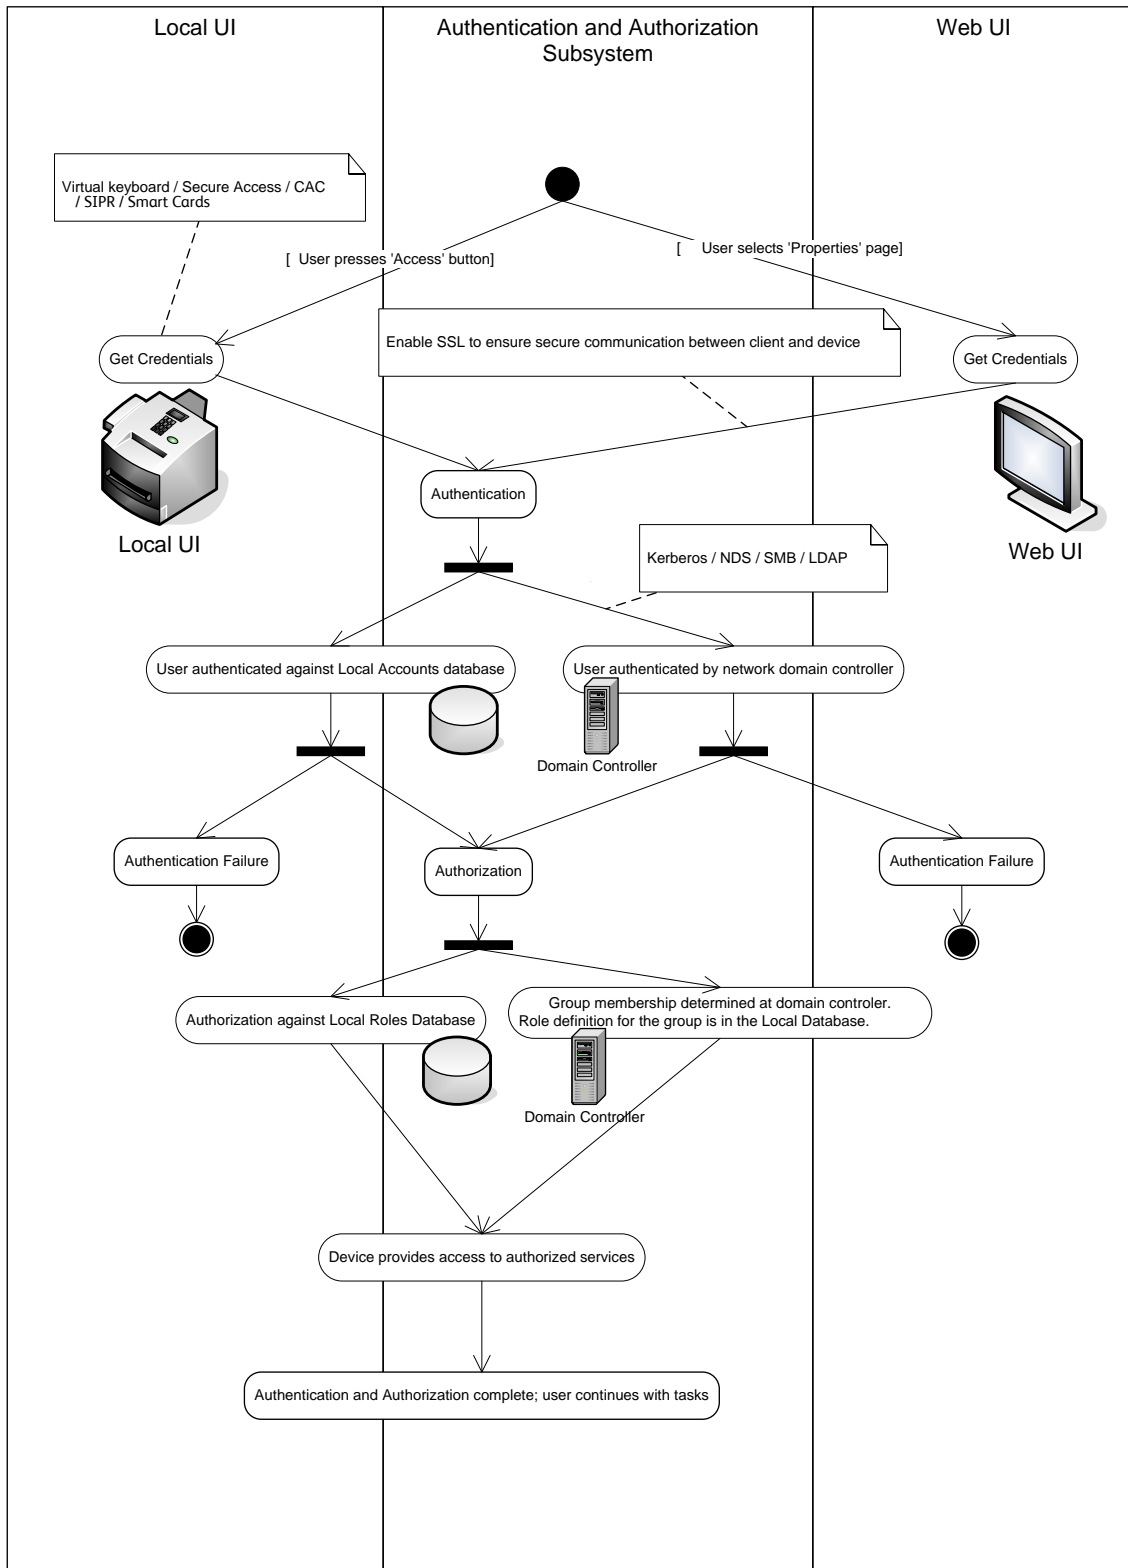 Local UI
Authentication and Authorization
Subsystem
Web UI
Virtual keyboard / Secure Access / CAC
/ SIPR / Smart Cards
[ User presses 'Access' button]
[ User selects 'Properties' page]
Enable SSL to ensure secure communication between client and device
Get Credentials
Get Credentials
Local UI
Authentication
Web UI
Kerberos / NDS / SMB / LDAP
User authenticated against Local Accounts database
User authenticated by network domain controller
Domain Controller
Authentication Failure
Authorization
Authentication Failure
Authorization against Local Roles Database
Group membership determined at domain controler.
Role definition for the group is in the Local Database.
Domain Controller
Device provides access to authorized services
Authentication and Authorization complete; user continues with tasks